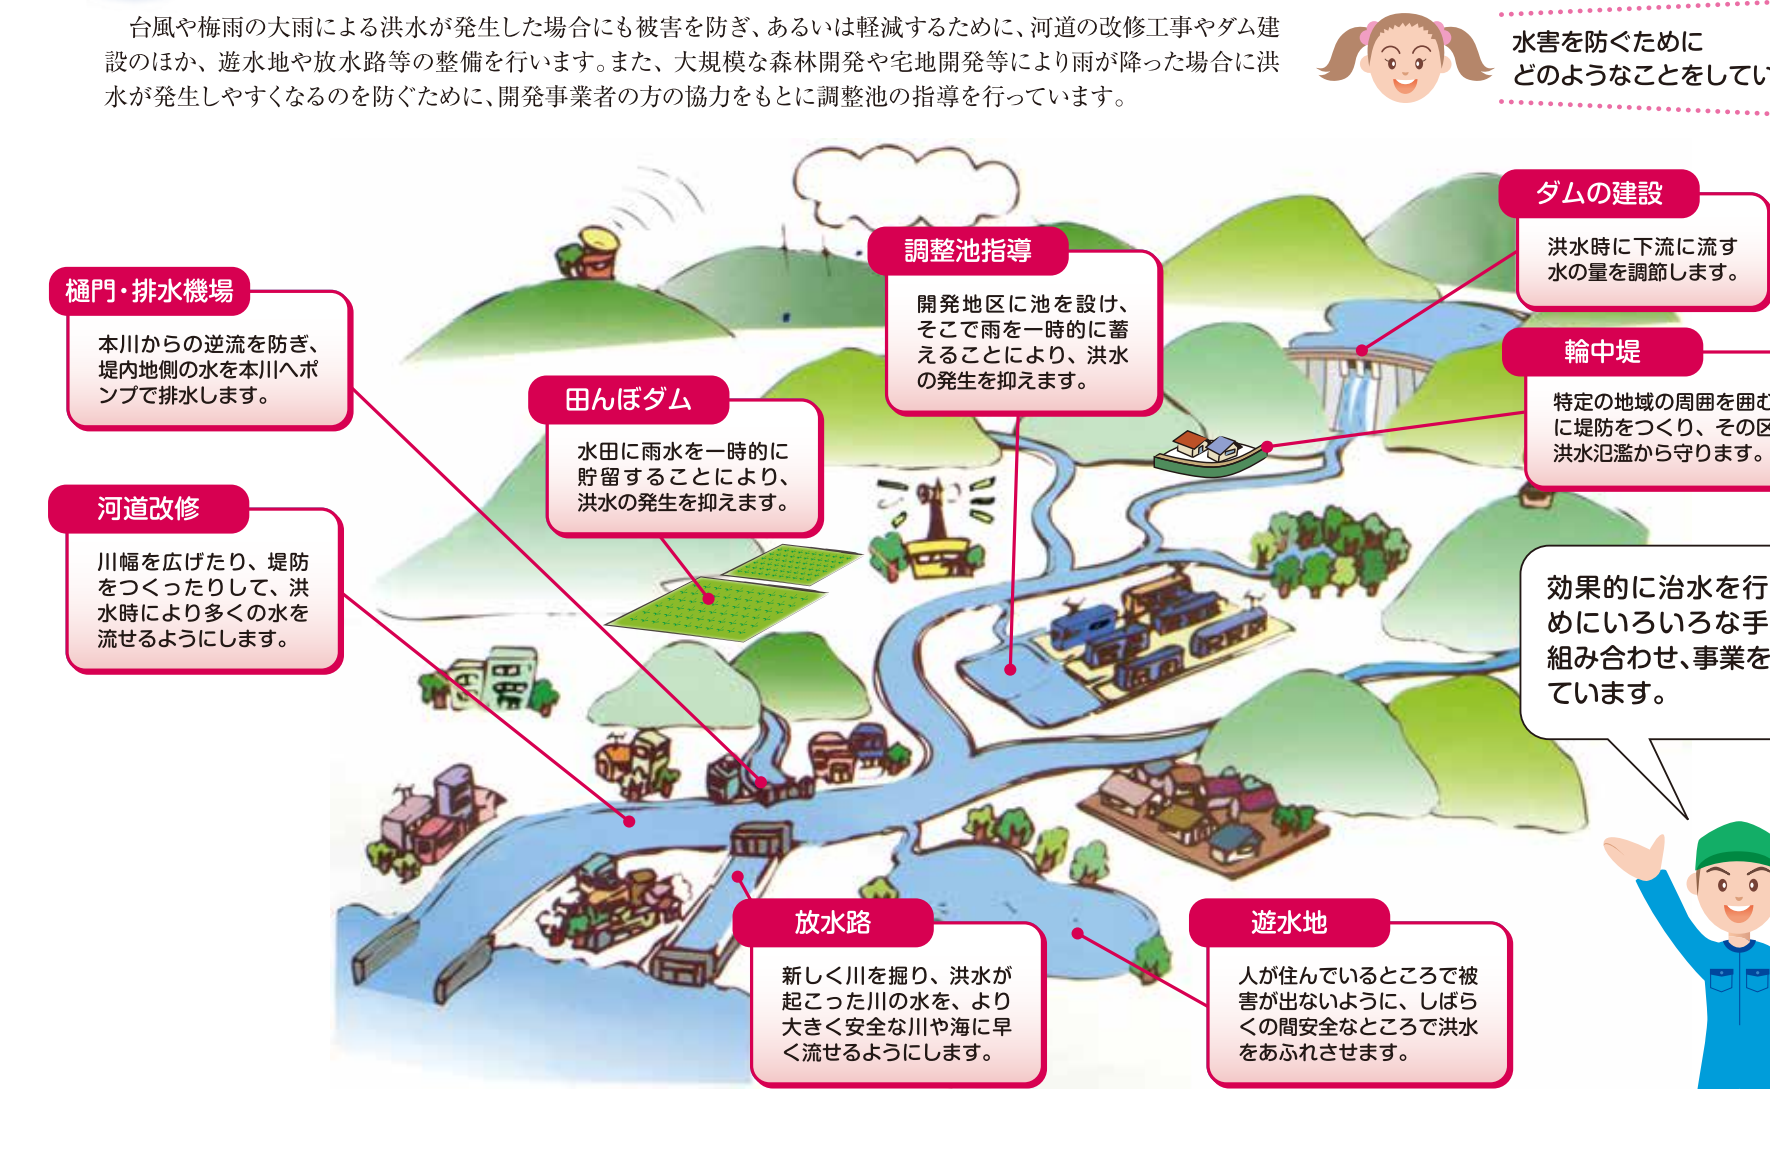 台風や梅雨の大雨による洪水が発生した場合にも被害を防ぎ、あるいは軽減するために、河道の改修工事やダム建
設のほか、遊水地や放水路等の整備を行います。また、大規模な森林開発や宅地開発等により雨が降った場合に洪
水が発生しやすくなるのを防ぐために、開発事業者の方の協力をもとに調整池の指導を行っています。
水害を防ぐために
どのようなことをしてい
ダムの建設
洪水時に下流に流す
水の量を調節します。
調整池指導
開発地区に池を設け、
そこで雨を一時的に蓄
えることにより、洪水
の発生を抑えます。
樋門・排水機場
本川からの逆流を防ぎ、
堤内地側の水を本川へポ
ンプで排水します。
輪中堤
特定の地域の周囲を囲む
に堤防をつくり、その区
洪水氾濫から守ります。
田んぼダム
水田に雨水を一時的に
貯留することにより、
洪水の発生を抑えます。
河道改修
川幅を広げたり、堤防
をつくったりして、洪
水時により多くの水を
流せるようにします。
効果的に治水を行
めにいろいろな手
組み合わせ、事業を
ています。
放水路
新しく川を掘り、洪水が
起こった川の水を、より
大きく安全な川や海に早
く流せるようにします。
遊水地
人が住んでいるところで被
害が出ないように、しばら
くの間安全なところで洪水
をあふれさせます。